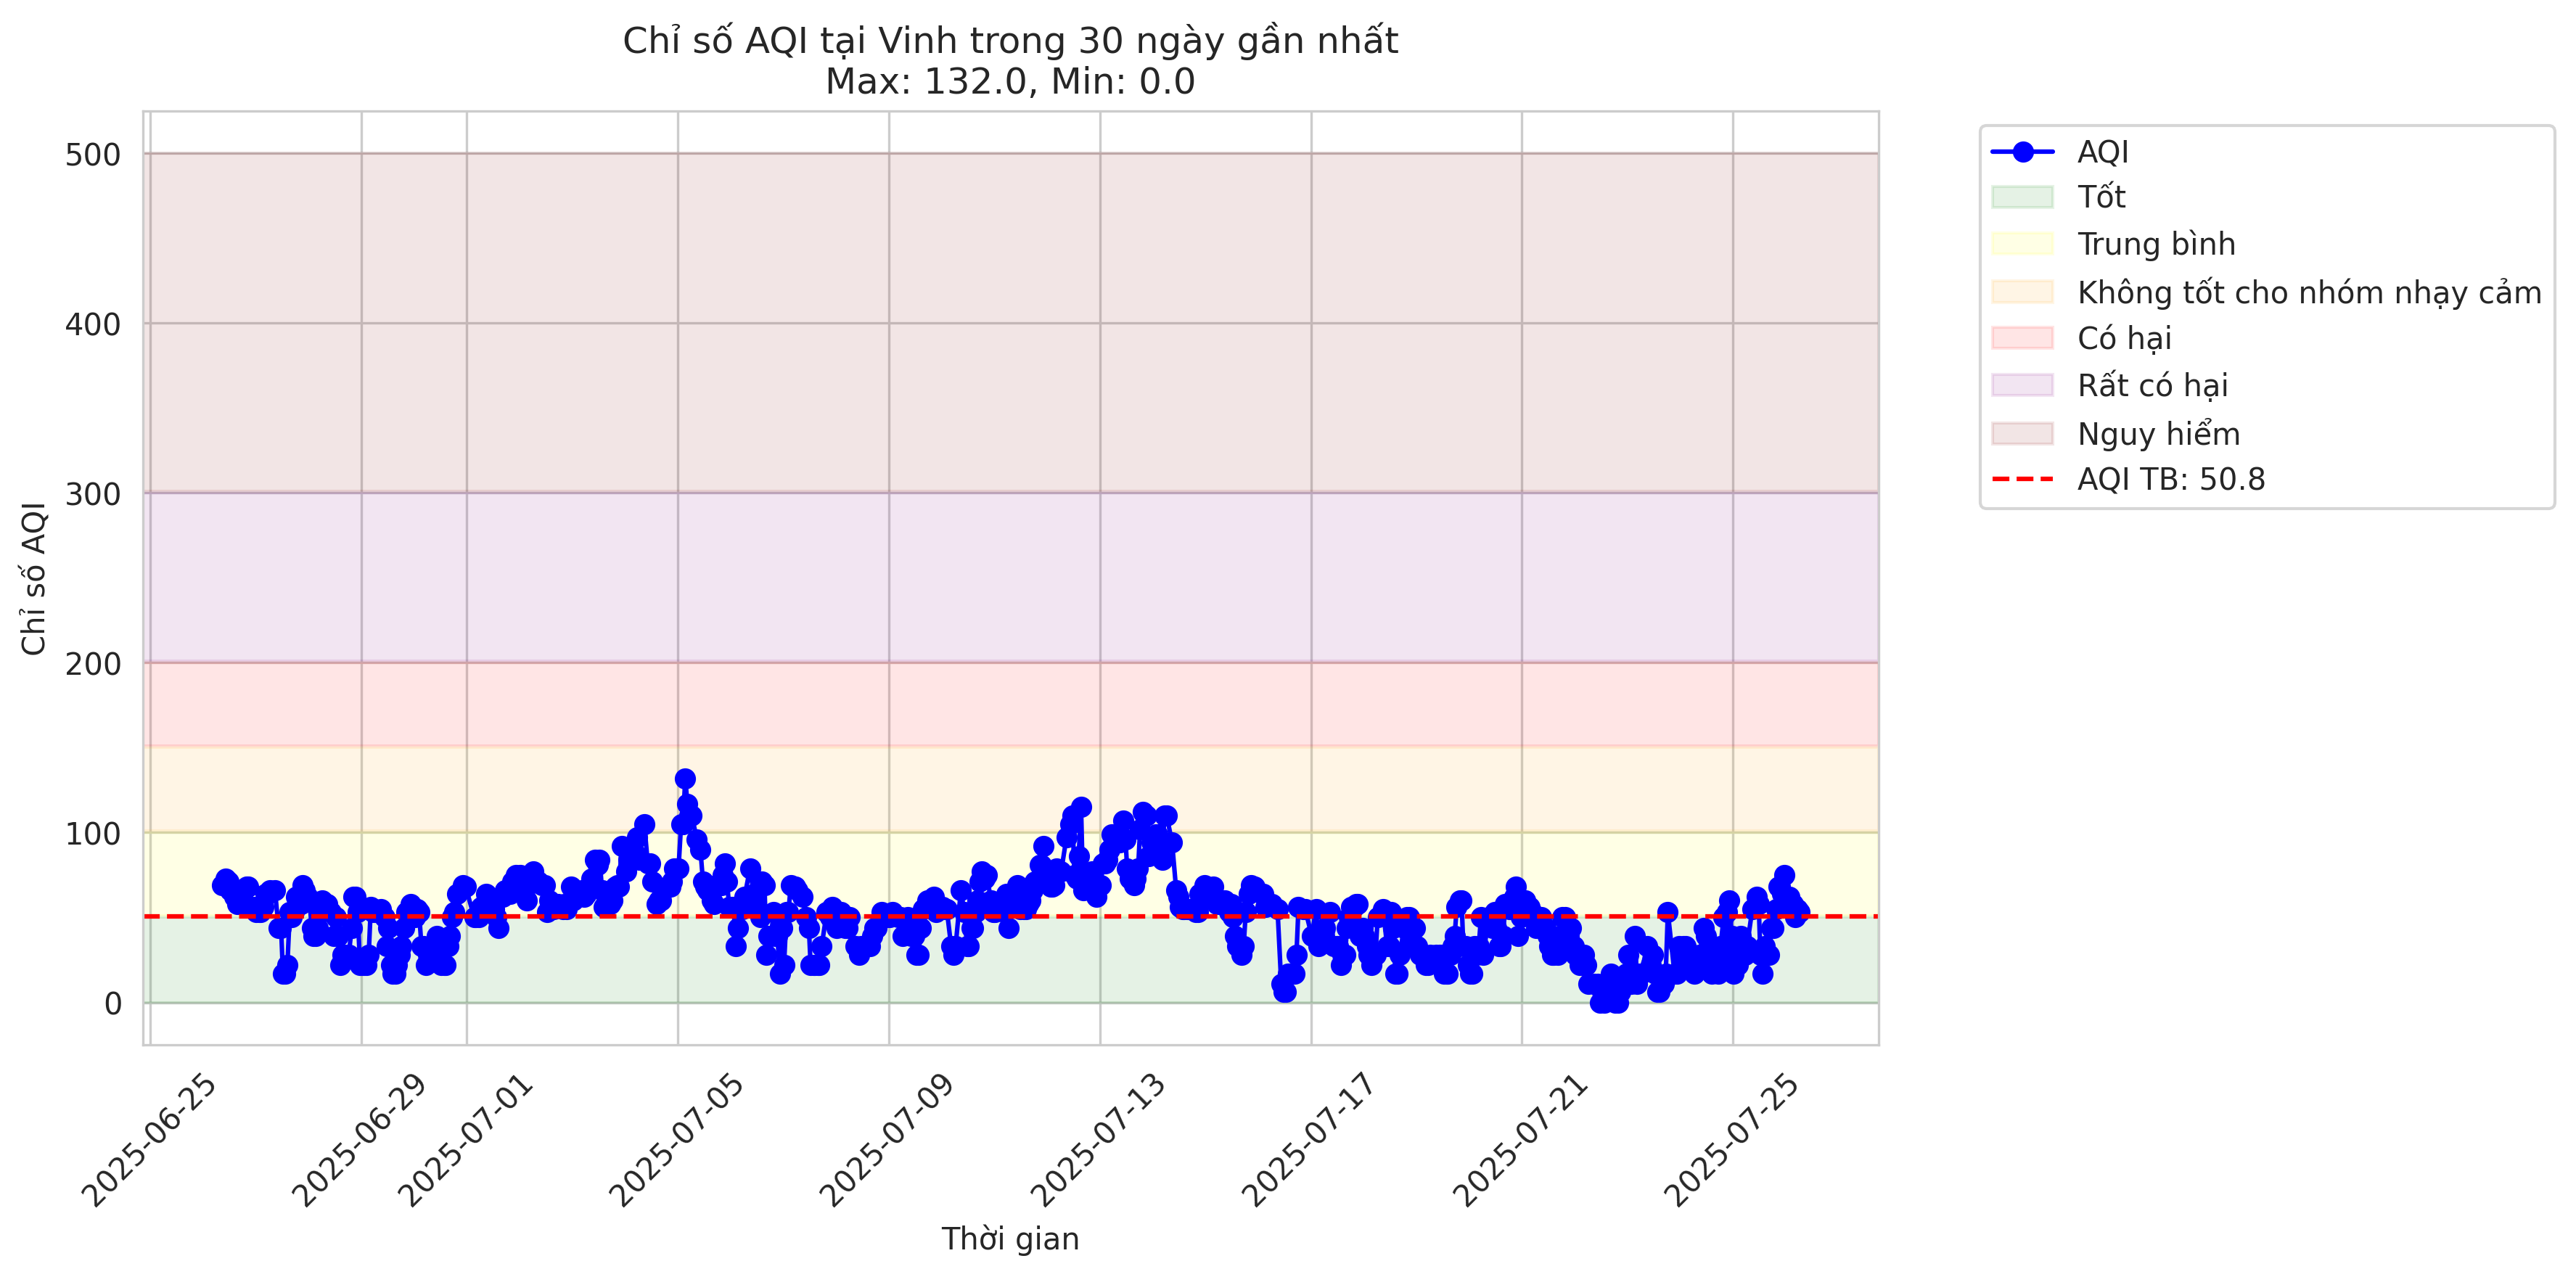 Chỉ số AQI tại Vinh trong 30 ngày gần nhất
Max: 132.0, Min: 0.0
Chỉ số AQI
500
400
300
200
100
0
2025-06-25
2025-06-29
2025-07-01
2025-07-05
2025-07-09
2025-07-13
2025-07-17
2025-07-21
2025-07-25
Thời gian
AQI
Tốt
Trung bình
Không tốt cho nhóm nhạy cảm
Có hại
Rất có hại
Nguy hiểm
AQI TB: 50.8